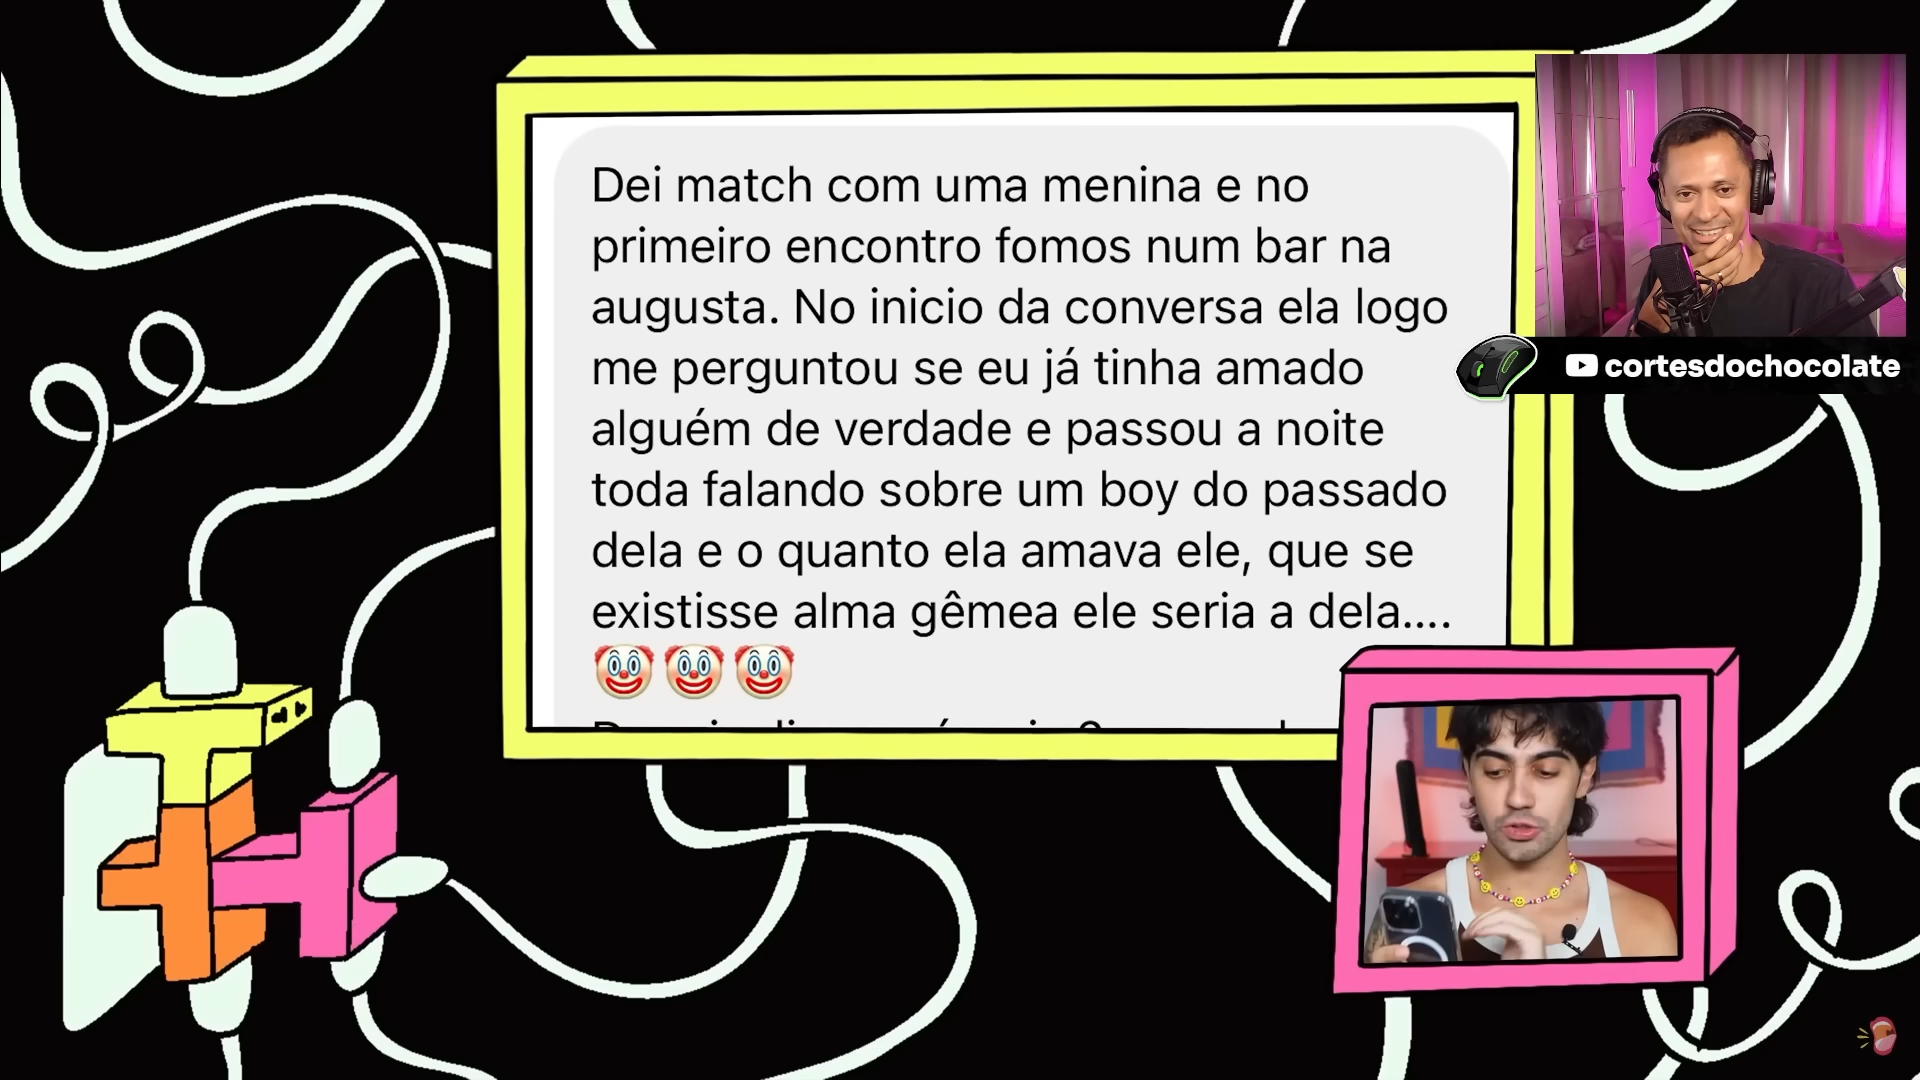 Dei match com uma menina e no
primeiro encontro fomos num bar na
augusta. No inicio da conversa ela logo
me perguntou se eu já tinha amado
alguém de verdade e passou a noite
toda falando sobre um boy do passado
dela e o quanto ela amava ele, que se
existisse alma gêmea ele seria a dela....
🤡🤡🤡
cortesdochocolate